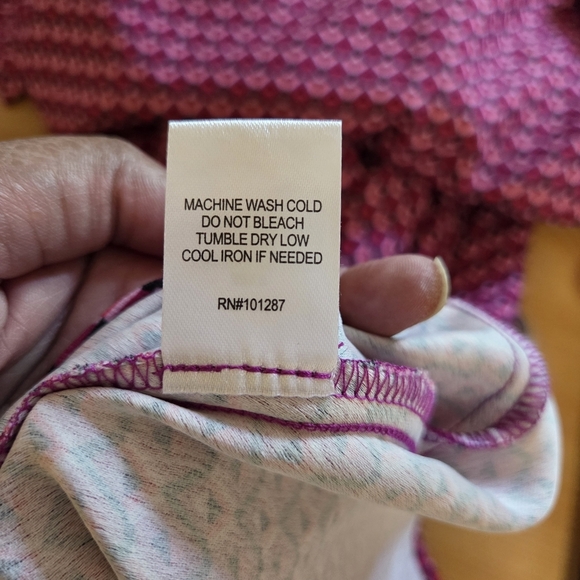 MACHINE WASH COLD
DO NOT BLEACH
TUMBLE DRY LOW
COOL IRON IF NEEDED
RN#101287